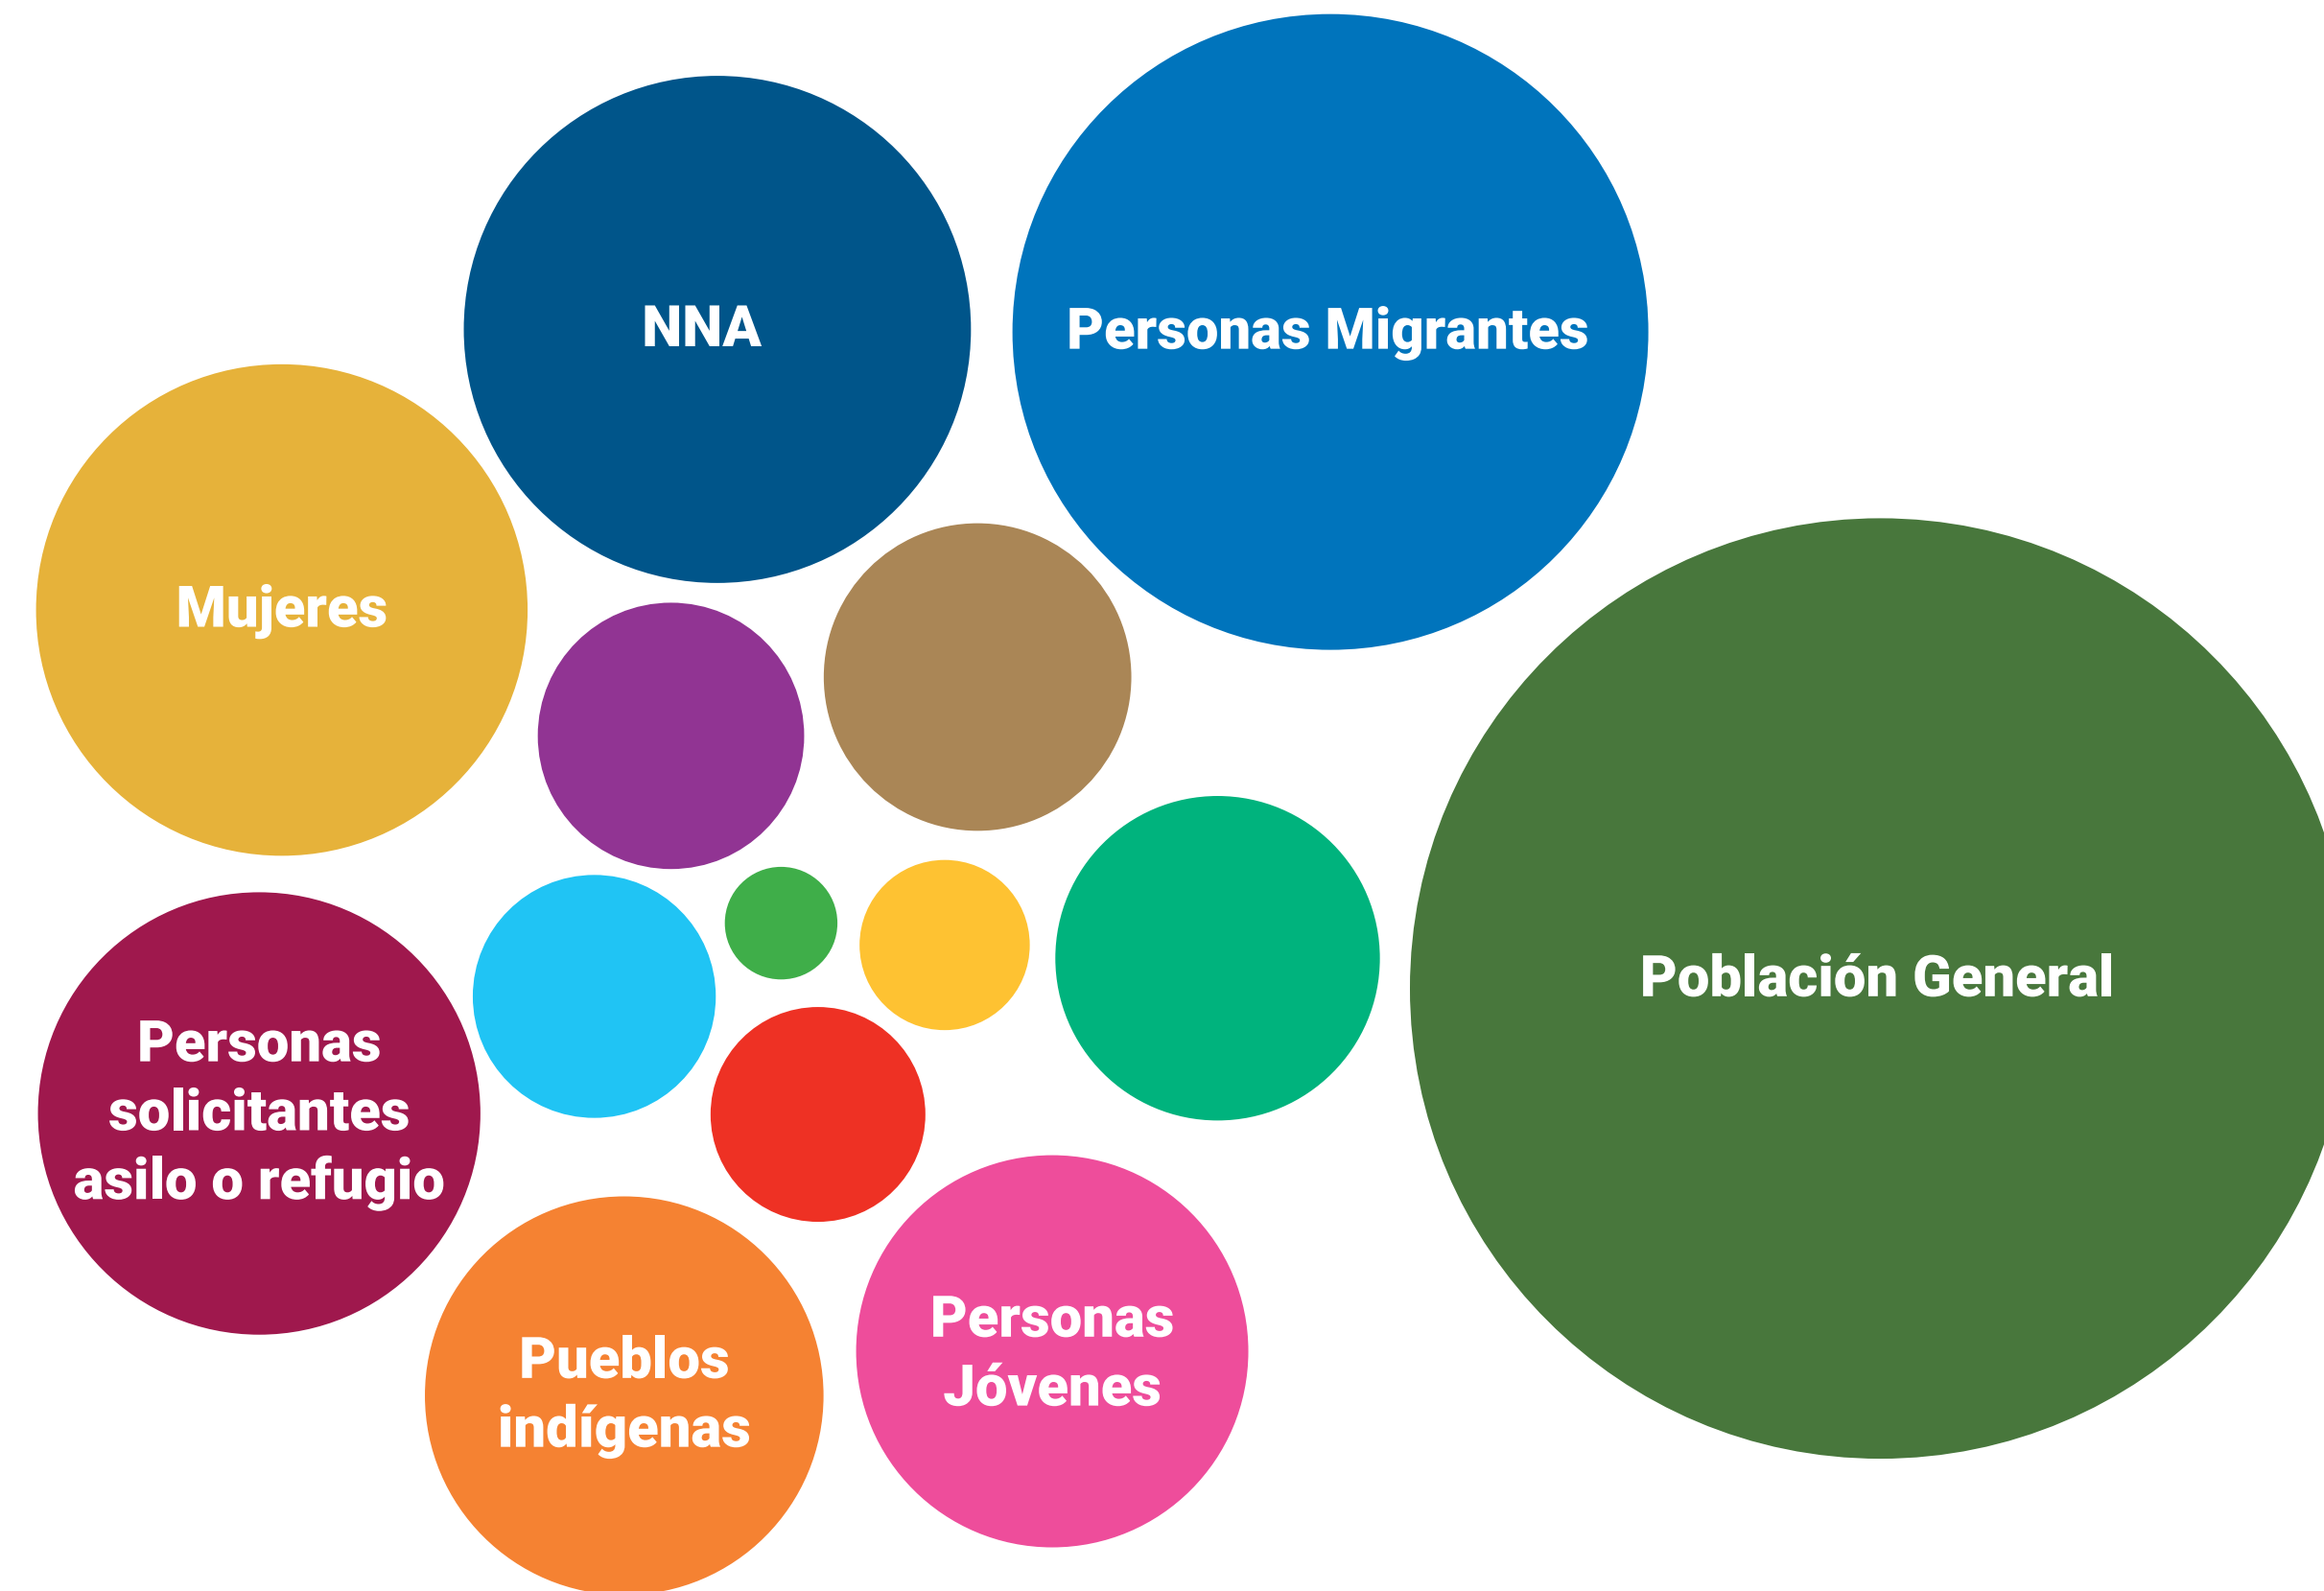 NNA
Personas Migrantes
Mujeres
Población General
Personas
solicitantes
asilo o refugio
Pueblos
indígenas
Personas
Jóvenes